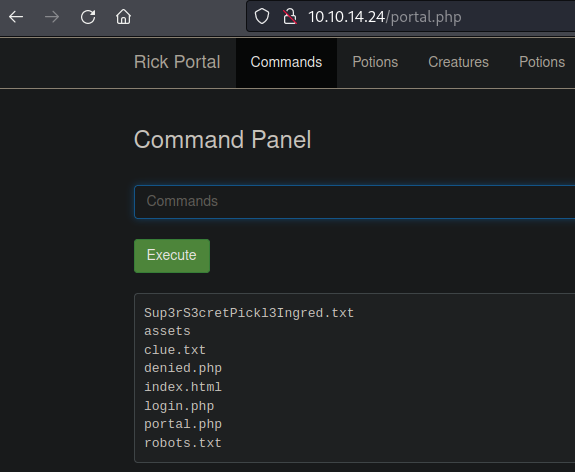 10.10.14.24/portal.php
Rick Portal Commands Potions Creatures Potions
Command Panel
Commands
Execute
Sup3rS3cretPickl3Ingred.txt
assets
clue.txt
denied.php
index.html
login.php
portal.php
robots.txt